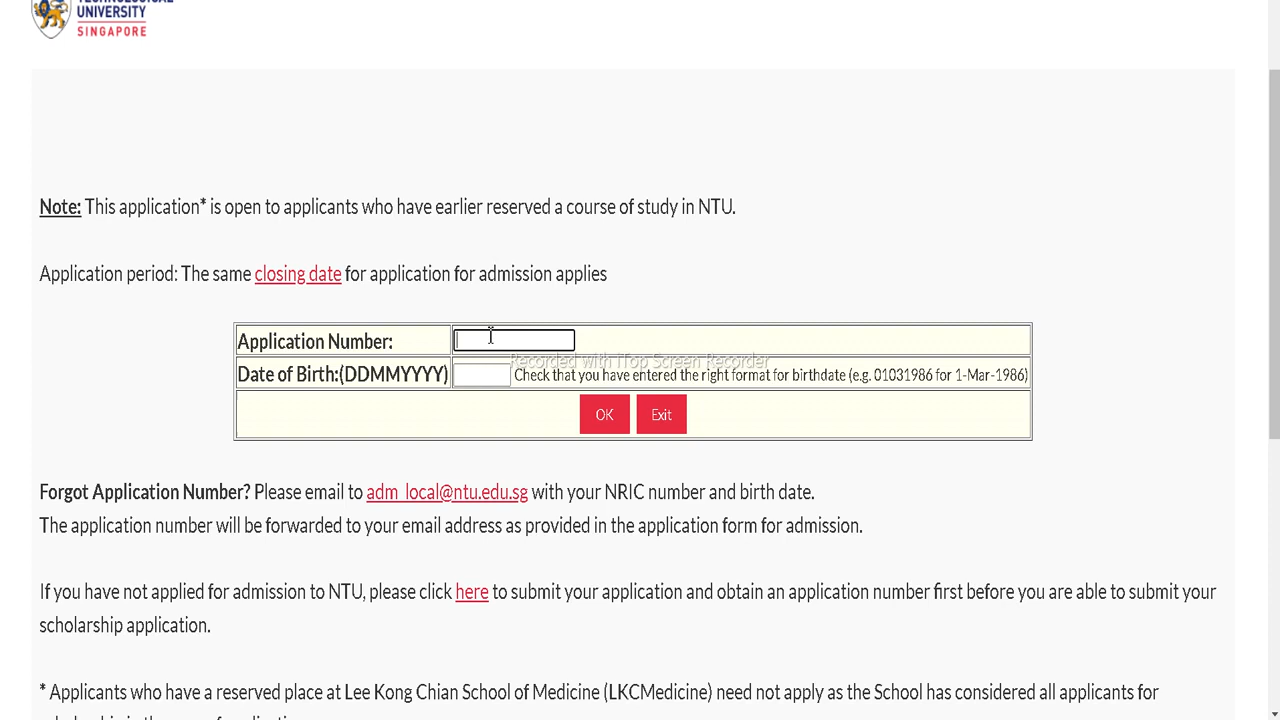 UNIVERSITY
SINGAPORE
Note: This application* is open to applicants who have earlier reserved a course of study in NTU.
Application period: The same closing date for application for admission applies
Application Number:
Recorded with iTop Screen Recorder
Date of Birth:(DDMMYYYY) Check that you have entered the right format for birthdate (e.g. 01031986 for 1-Mar-1986)
OK Exit
Forgot Application Number? Please email to adm_local@ntu.edu.sg with your NRIC number and birth date.
The application number will be forwarded to your email address as provided in the application form for admission.
If you have not applied for admission to NTU, please click here to submit your application and obtain an application number first before you are able to submit your
scholarship application.
* Applicants who have a reserved place at Lee Kong Chian School of Medicine (LKCMedicine) need not apply as the School has considered all applicants for